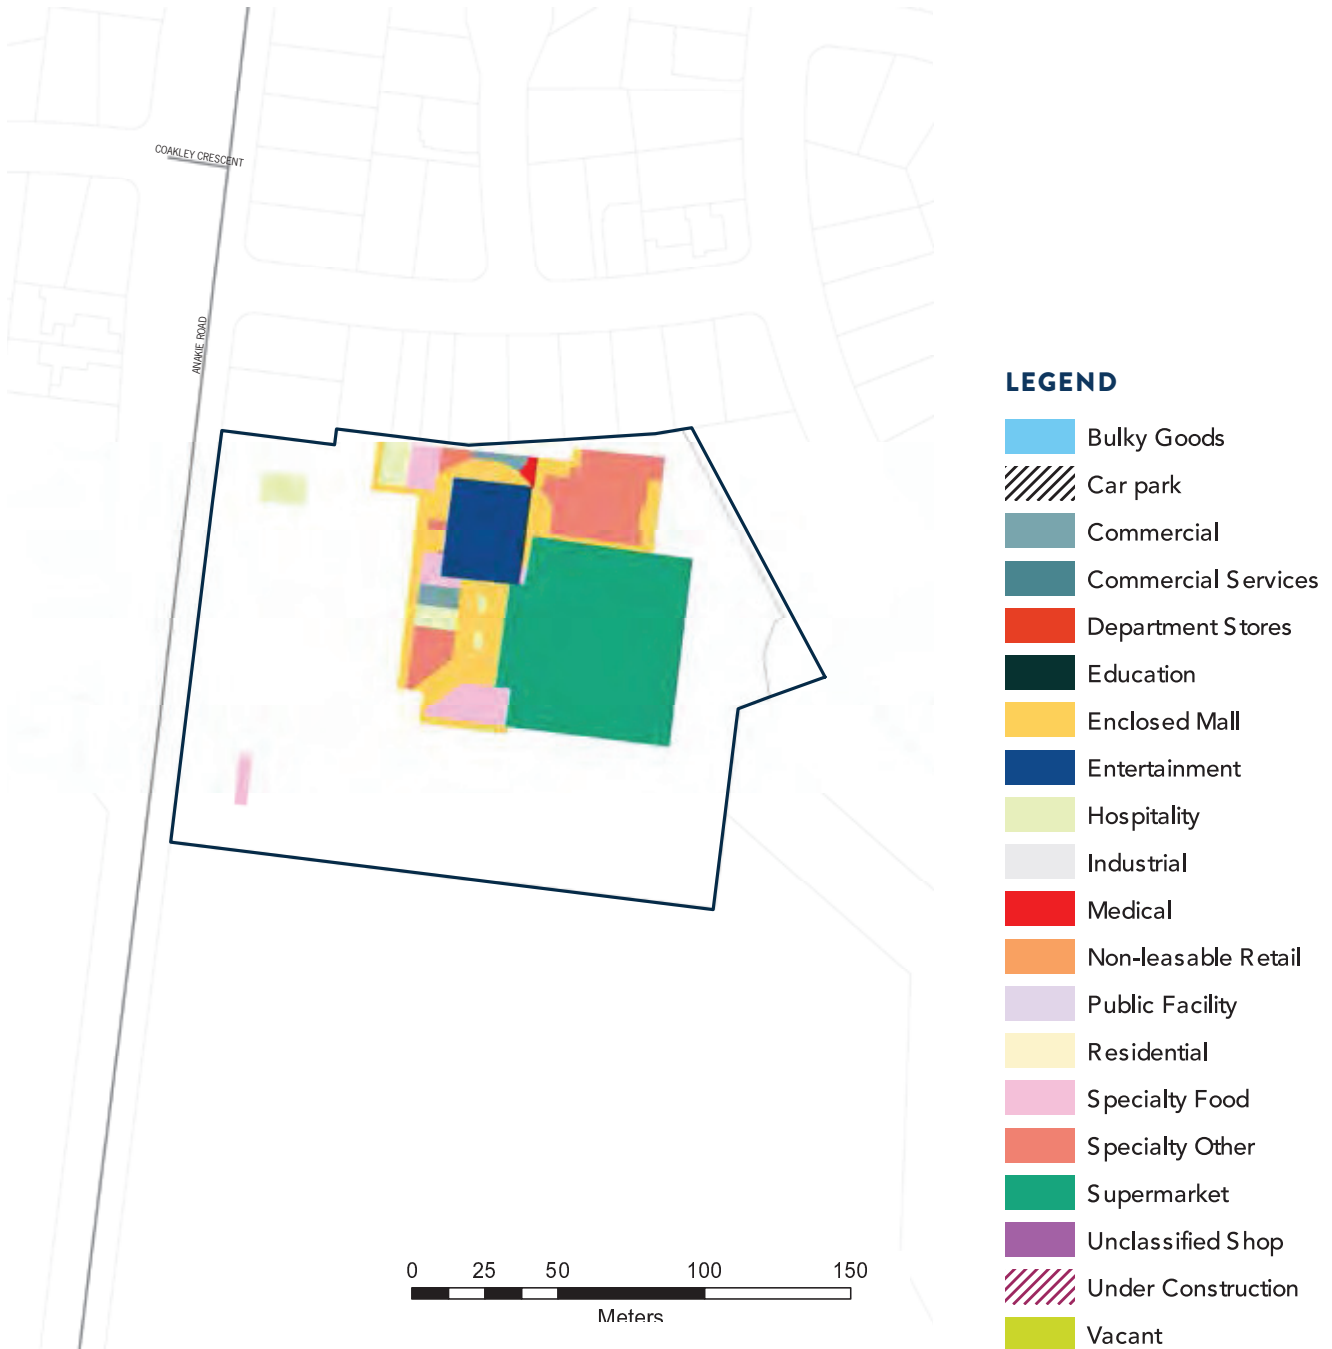 COAKLEY CRESCENT
ANAKIE ROAD
LEGEND
Bulky Goods
Car park
Commercial
Commercial Services
Department Stores
Education
Enclosed Mall
Entertainment
Hospitality
Industrial
Medical
Non-leasable Retail
Public Facility
Residential
Specialty Food
Specialty Other
Supermarket
Unclassified Shop
Under Construction
Vacant
0 25 50 100 150
Meters